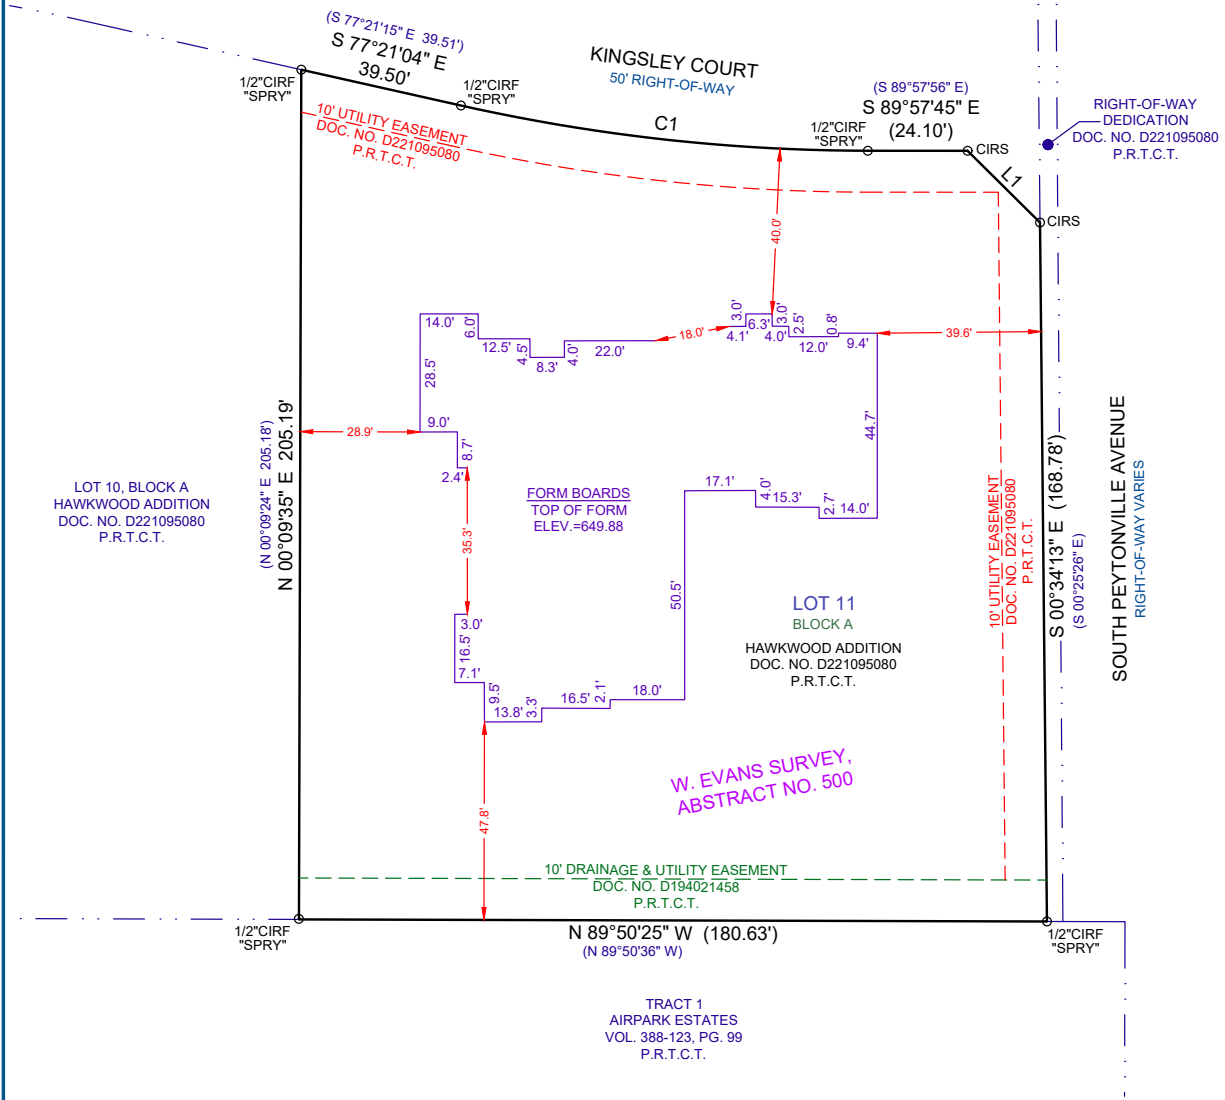 (S 77°21'15" E 39.51')
S 77°21'04" E
39.50'
KINGSLEY COURT
50' RIGHT-OF-WAY
1/2"CIRF
"SPRY"
1/2"CIRF
"SPRY"
C1
1/2"CIRF
"SPRY"
(S 89°57'56" E)
S 89°57'45" E
(24.10')
CIRS
L1
CIRS
RIGHT-OF-WAY
DEDICATION
DOC. NO. D221095080
P.R.T.C.T.
10' UTILITY EASEMENT
DOC. NO. D221095080
P.R.T.C.T.
40.0'
14.0'
6.0'
12.5'
4.5'
8.3'
4.0'
22.0'
18.0'
3.0'
4.1'
6.3'
3.0'
4.0'
2.5'
12.0'
0.8'
9.4'
39.6'
28.5'
9.0'
28.9'
8.7'
2.4'
35.3'
44.7'
17.1'
4.0'
15.3'
2.7'
14.0'
50.5'
3.0'
16.5'
7.1'
9.5'
13.8'
3.3'
16.5'
2.1'
18.0'
47.8'
FORM BOARDS
TOP OF FORM
ELEV.=649.88
LOT 10, BLOCK A
HAWKWOOD ADDITION
DOC. NO. D221095080
P.R.T.C.T.
(N 00°09'24" E 205.18')
N 00°09'35" E 205.19'
LOT 11
BLOCK A
HAWKWOOD ADDITION
DOC. NO. D221095080
P.R.T.C.T.
10' UTILITY EASEMENT
DOC. NO. D221095080
P.R.T.C.T.
S 00°34'13" E (168.78')
(S 00°25'26" E)
SOUTH PEYTONVILLE AVENUE
RIGHT-OF-WAY VARIES
W. EVANS SURVEY,
ABSTRACT NO. 500
10' DRAINAGE & UTILITY EASEMENT
DOC. NO. D194021458
P.R.T.C.T.
1/2"CIRF
"SPRY"
N 89°50'25" W (180.63')
(N 89°50'36" W)
1/2"CIRF
"SPRY"
TRACT 1
AIRPARK ESTATES
VOL. 388-123, PG. 99
P.R.T.C.T.